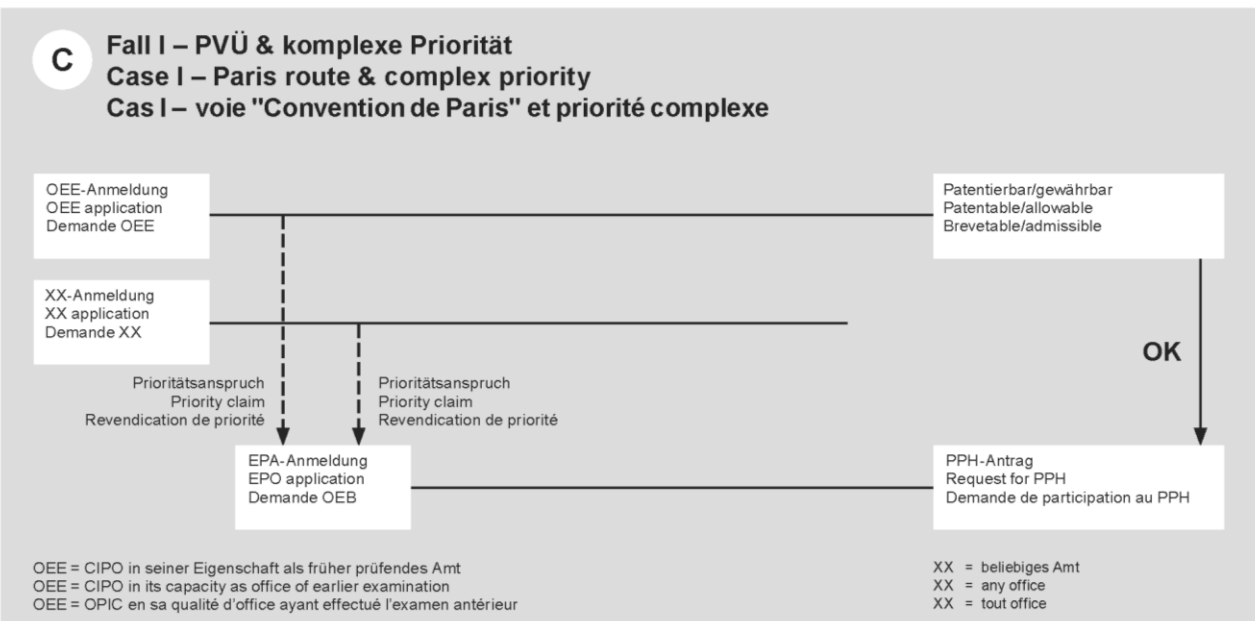 C
Fall I – PVÜ & komplexe Priorität
Case I – Paris route & complex priority
Cas I – voie "Convention de Paris" et priorité complexe
OEE-Anmeldung
OEE application
Demande OEE
Patentierbar/gewährbar
Patentable/allowable
Brevetable/admissible
XX-Anmeldung
XX application
Demande XX
OK
Prioritätsanspruch
Priority claim
Revendication de priorité
Prioritätsanspruch
Priority claim
Revendication de priorité
EPA-Anmeldung
EPO application
Demande OEB
PPH-Antrag
Request for PPH
Demande de participation au PPH
OEE = CIPO in seiner Eigenschaft als früher prüfendes Amt
OEE = CIPO in its capacity as office of earlier examination
OEE = OPIC en sa qualité d'office ayant effectué l'examen antérieur
XX = beliebiges Amt
XX = any office
XX = tout office